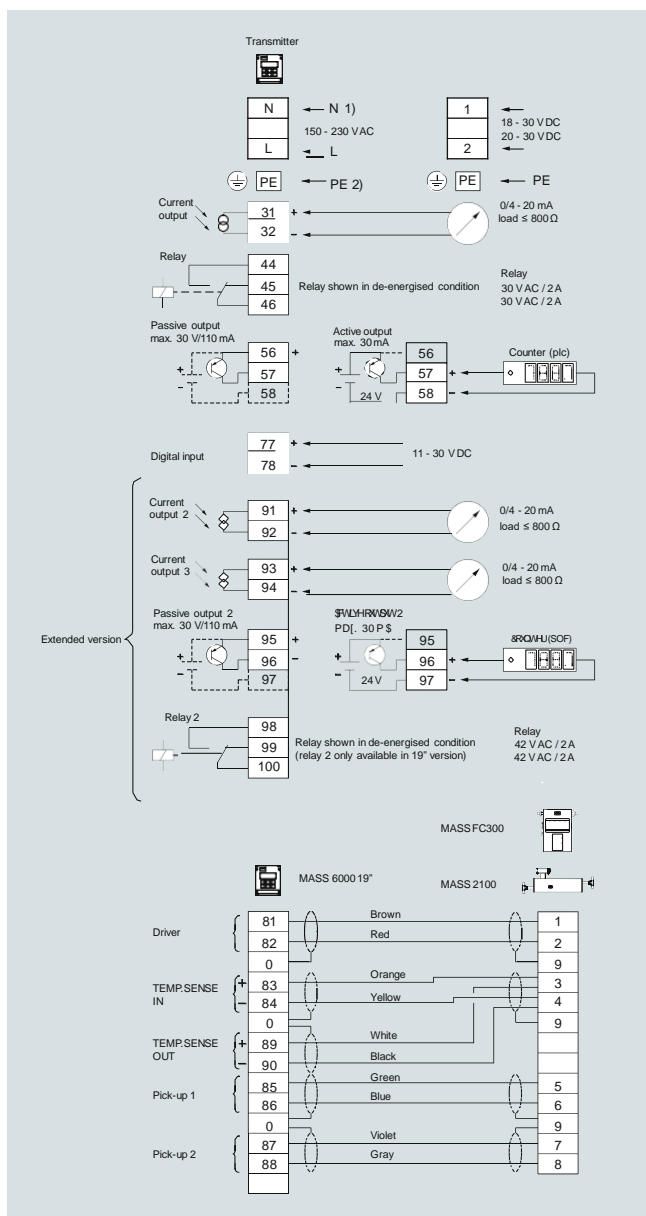 Transmitter
N N 1) 1
150 - 230 V AC 18 - 30 V DC
20 - 30 V DC
L L 2
PE PE 2) PE PE
Current
output
31 + 0/4 - 20 mA
32 - load ≤ 800 Ω
Relay
44
45 Relay shown in de-energised condition
46
Relay
30 V AC / 2 A
30 V AC / 2 A
Passive output
max. 30 V/110 mA
+ 56 +
57
- 58
Active output
max. 30 mA
56
+ 57 +
- 24 V 58 -
Counter (plc)
Digital input
77 + 11 - 30 V DC
78 -
Extended version
Current
output 2
91 + 0/4 - 20 mA
92 - load ≤ 800 Ω
Current
output 3
93 + 0/4 - 20 mA
94 - load ≤ 800 Ω
Passive output 2
max. 30 V/110 mA
+ 95 +
96 -
- 97
2
PD[. 30 P $
95
+ 96 +
- 24 V 97 -
(SOF)
Relay 2
98
99 Relay shown in de-energised condition
100 (relay 2 only available in 19" version)
Relay
42 V AC / 2 A
42 V AC / 2 A
MASS FC300
MASS 6000 19"
MASS 2100
Driver
81 Brown 1
82 Red 2
0 9
TEMP.SENSE
IN
+ 83 Orange 3
- 84 Yellow 4
0 9
TEMP.SENSE
OUT
+ 89 White
- 90 Black
Pick-up 1
85 Green 5
86 Blue 6
0 9
Pick-up 2
87 Violet 7
88 Gray 8